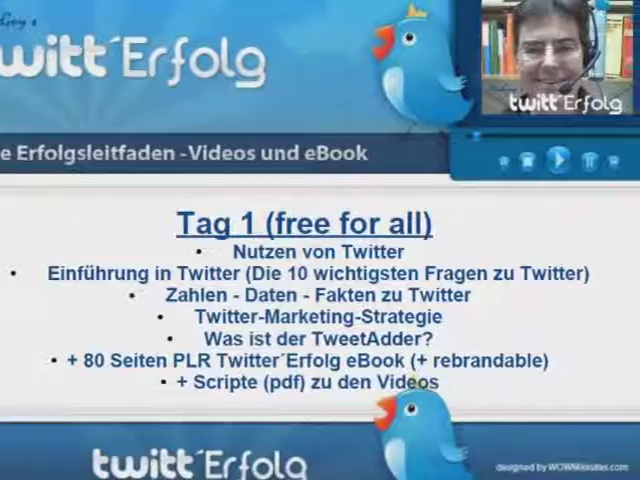 Guy's
witt´Erfolg
twitt´Erfolg
e Erfolgsleitfaden -Videos und eBook
Tag 1 (free for all)
• Nutzen von Twitter
• Einführung in Twitter (Die 10 wichtigsten Fragen zu Twitter)
• Zahlen - Daten - Fakten zu Twitter
• Twitter-Marketing-Strategie
• Was ist der TweetAdder?
• + 80 Seiten PLR Twitter´Erfolg eBook (+ rebrandable)
• + Scripte (pdf) zu den Videos
twitt´Erfolg
designed by WOWMinisites.com